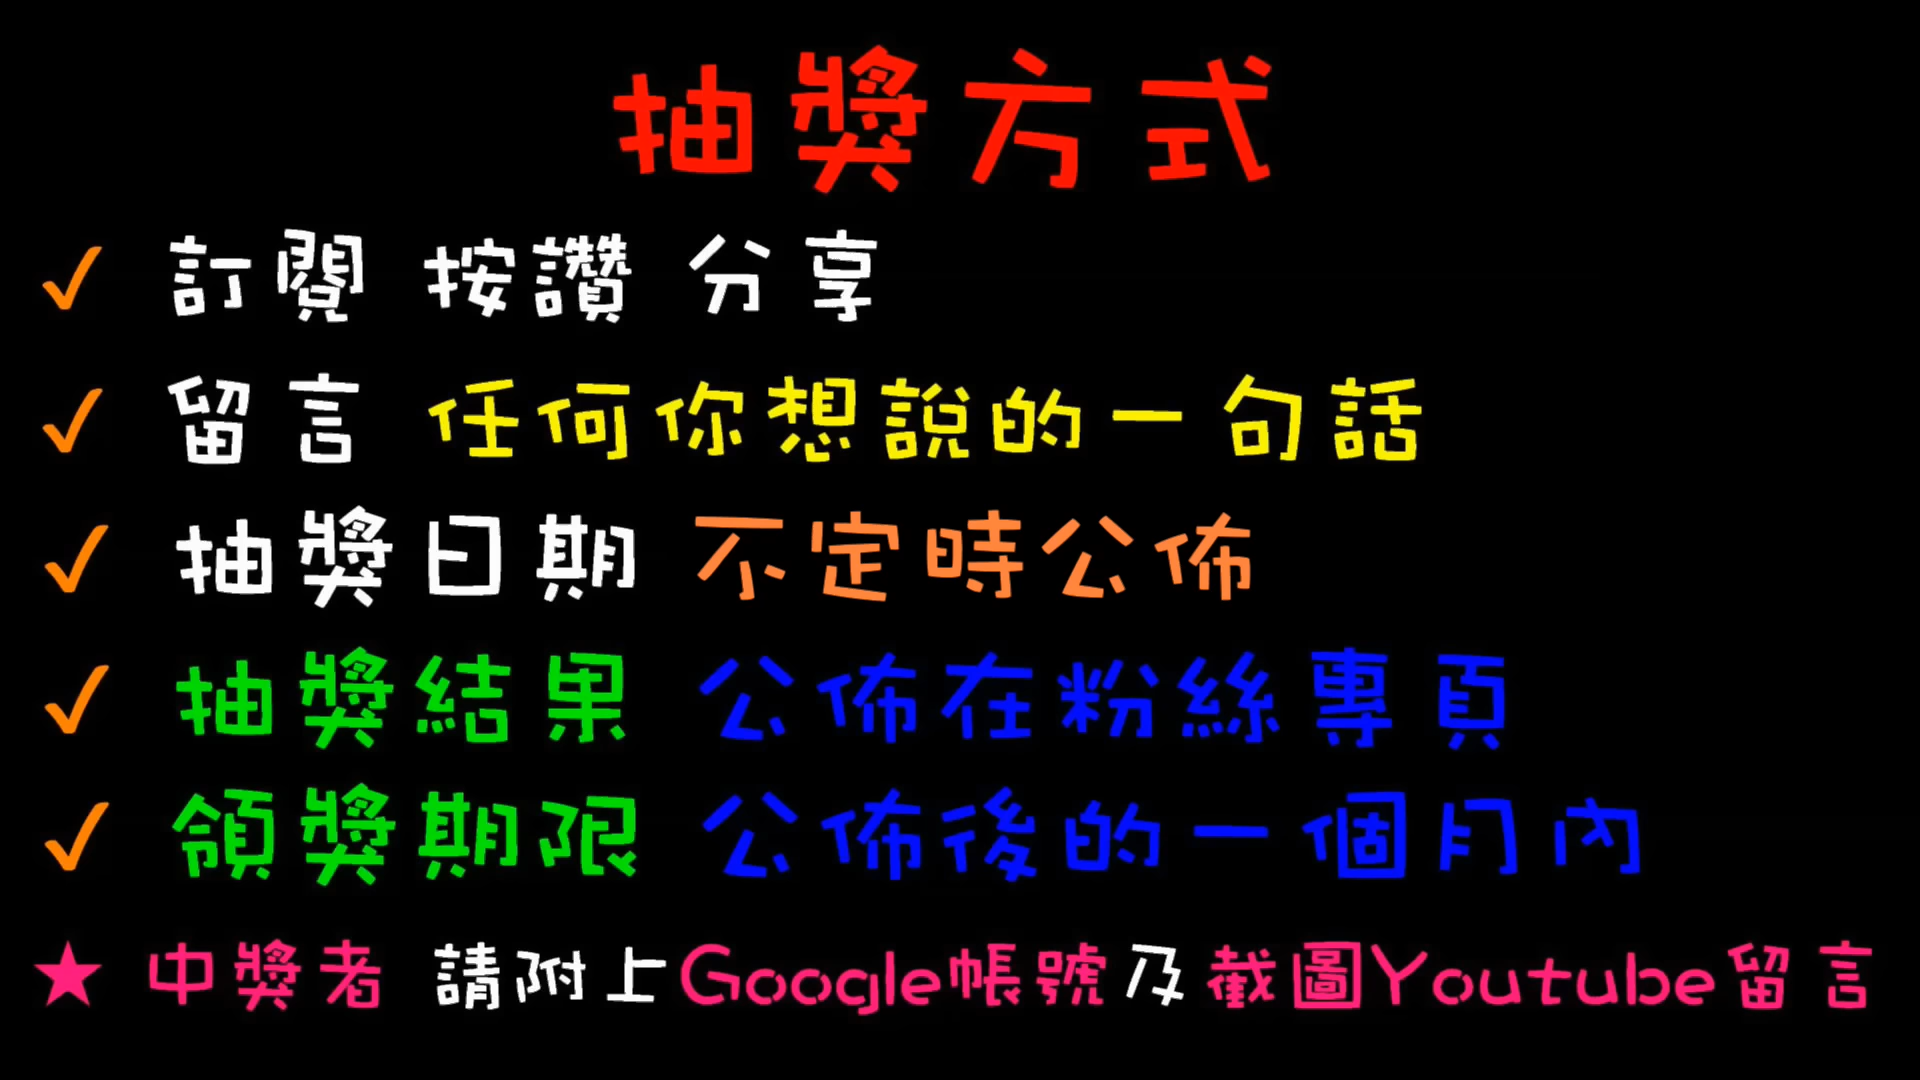 抽獎方式
✓ 訂閱 按讚 分享
✓ 留言 任何你想說的一句話
✓ 抽獎日期 不定時公佈
✓ 抽獎結果 公佈在粉絲專頁
✓ 領獎期限 公佈後的一個月內
★ 中獎者 請附上Google帳號及截圖Youtube留言